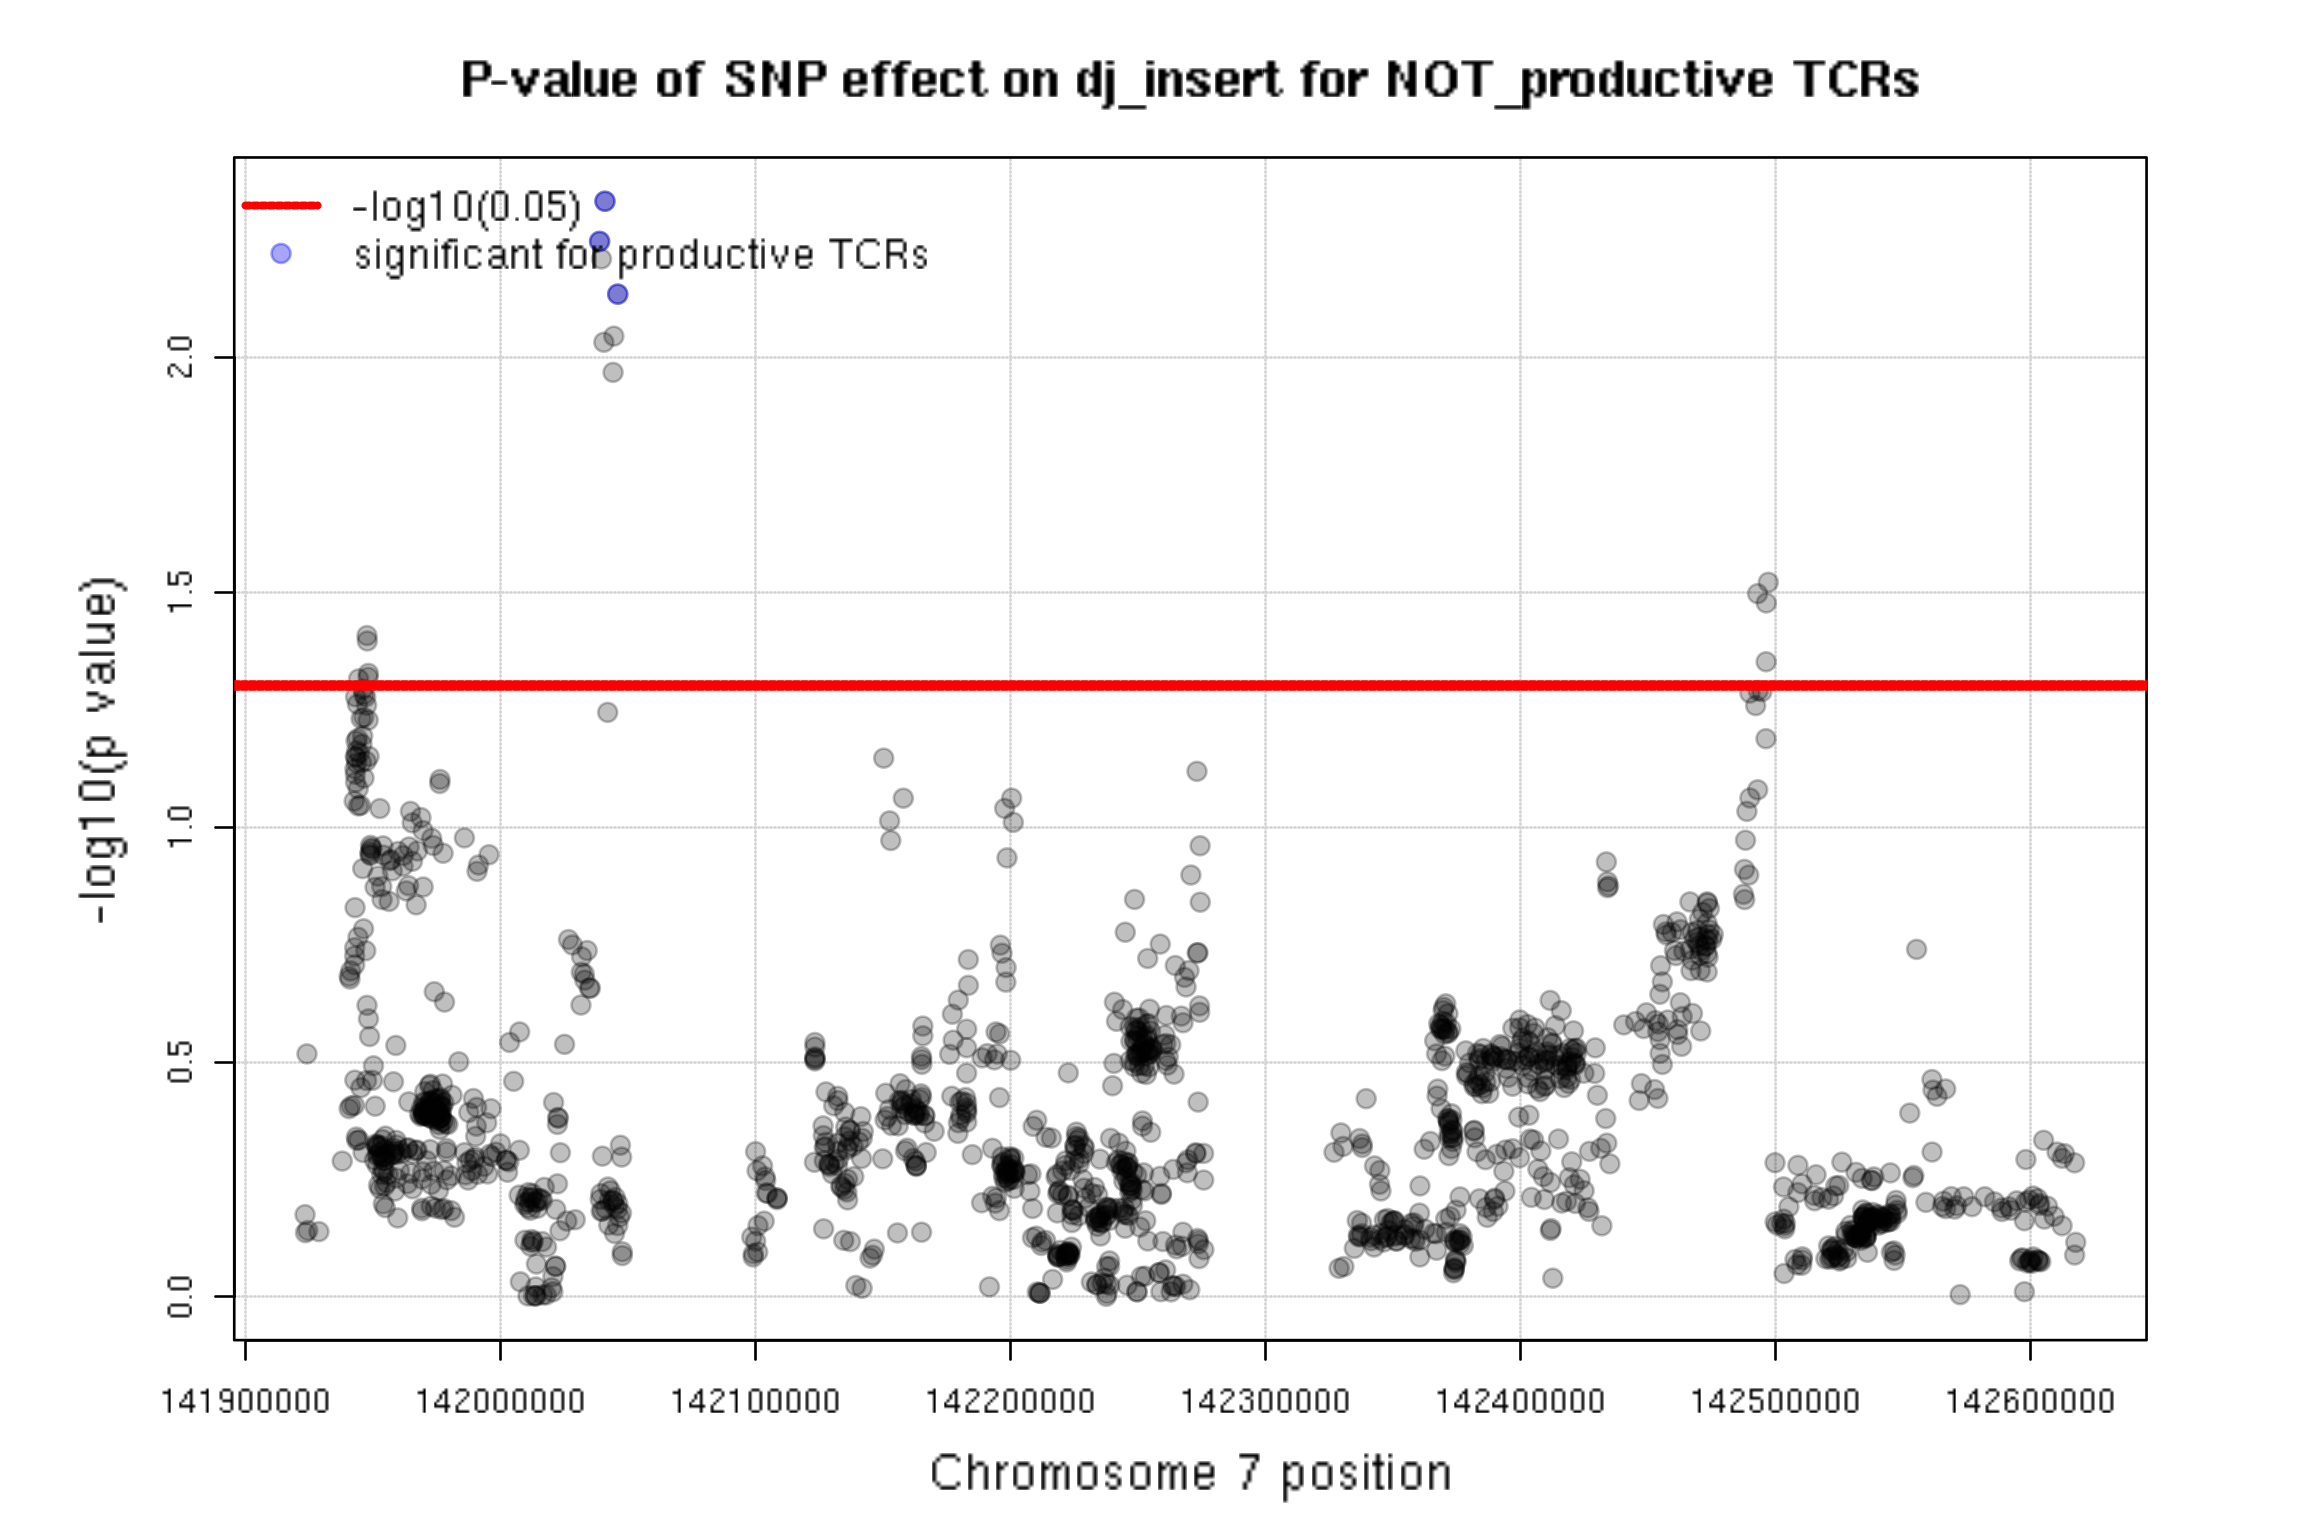 P-value of SNP effect on dj_insert for NOT_productive TCRs
-log10(0.05)
significant for productive TCRs
-log10(p value)
2.0
1.5
1.0
0.5
0.0
141900000 142000000 142100000 142200000 142300000 142400000 142500000 142600000
Chromosome 7 position